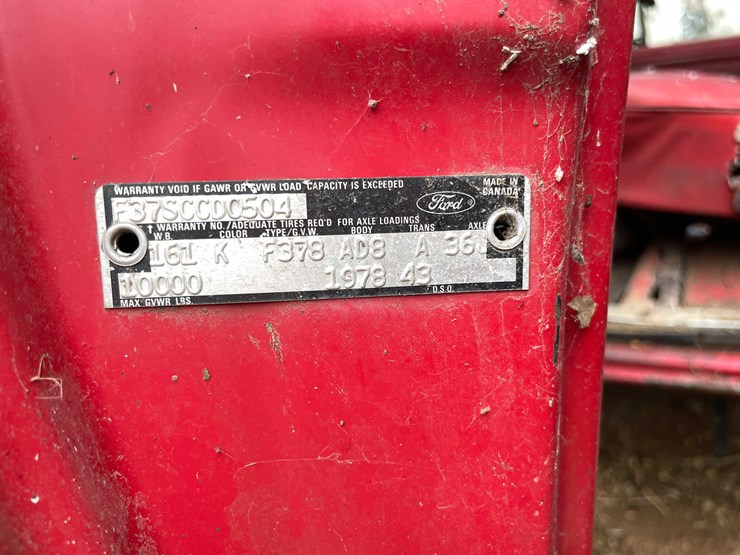 WARRANTY VOID IF GAWR OR GVWR LOAD CAPACITY IS EXCEEDED
MADE IN CANADA
F37SCCDC504
Ford
↑ WARRANTY NO./ADEQUATE TIRES REQ'D FOR AXLE LOADINGS
W.B. COLOR TYPE/G.V.W. BODY TRANS AXLE
161 K F378 AD8 A 36
10000 1978 43
MAX GVWR LBS. D.S.O.